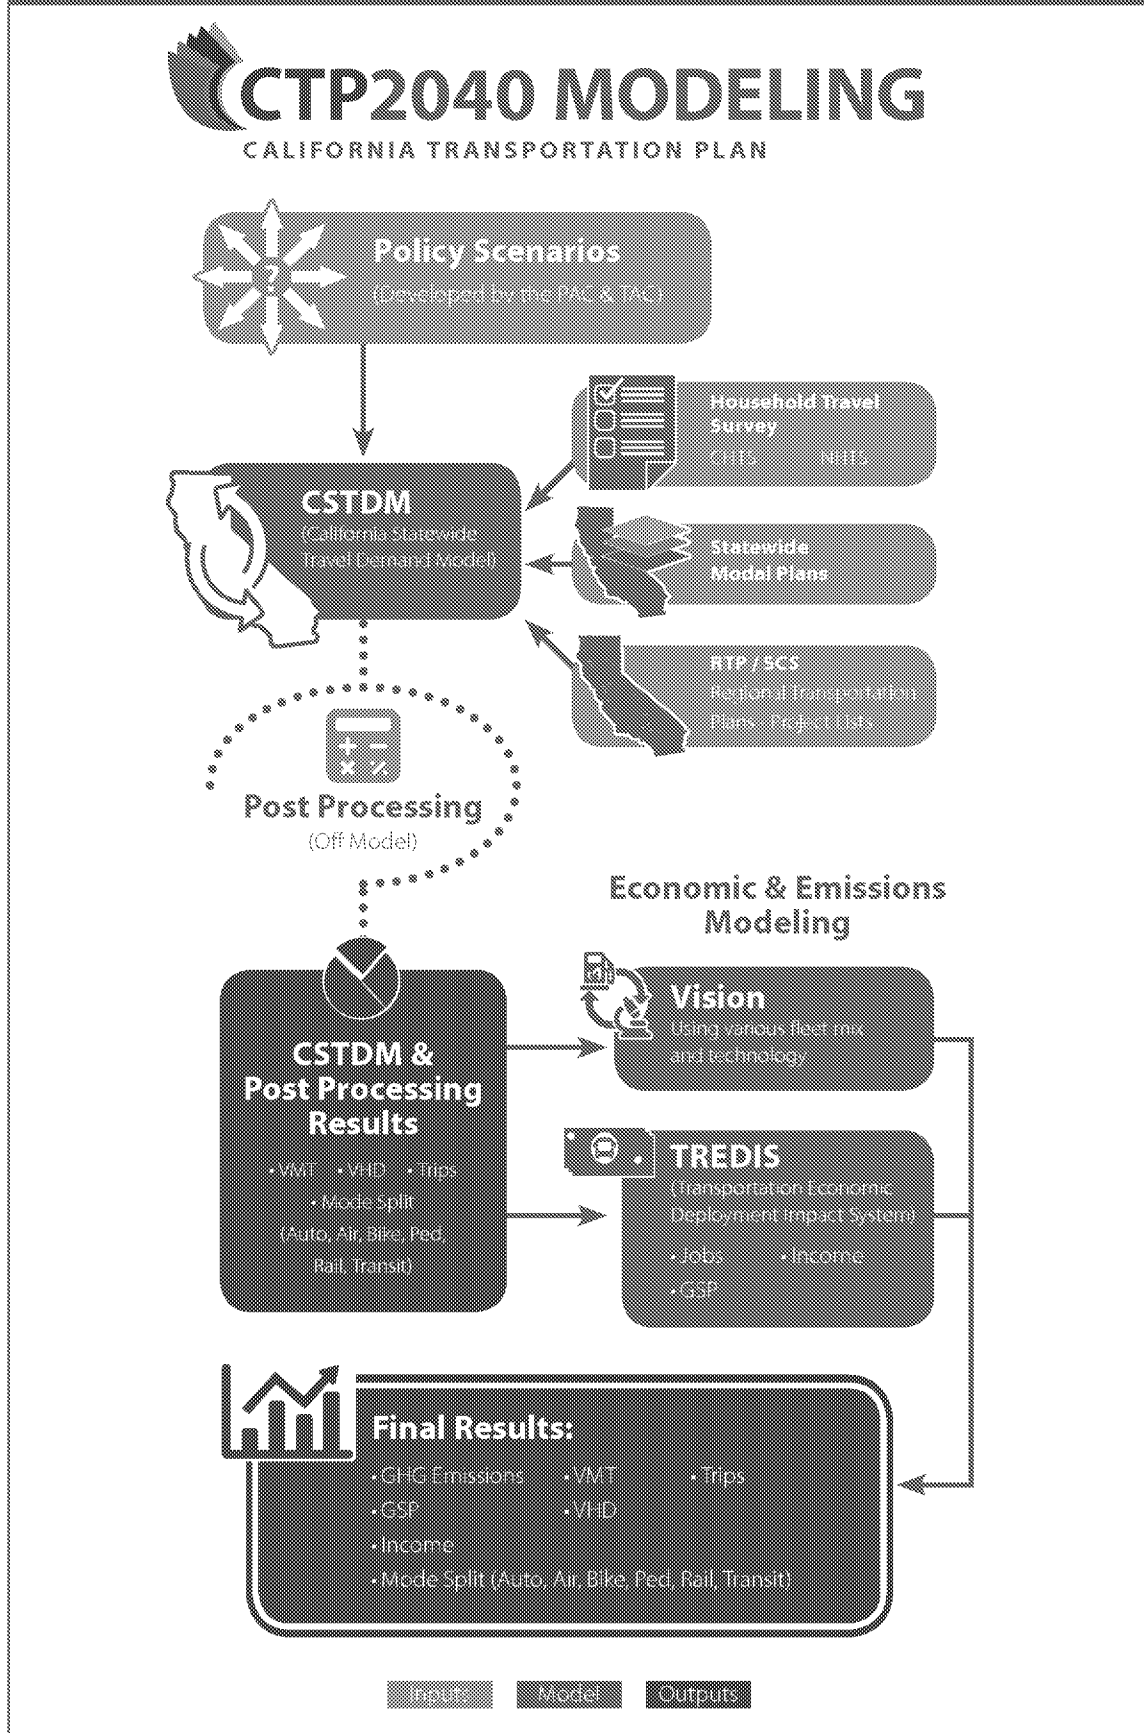 CTP2040 MODELING
CALIFORNIA TRANSPORTATION PLAN
Policy Scenarios
(Developed by the PAC & TAC)
Household Travel
Survey
CHTS NHTS
CSTDM
(California Statewide
Travel Demand Model)
Statewide
Modal Plans
RTP / SCS
Regional Transportation
Plans / Project Lists
Post Processing
(Off Model)
Economic & Emissions
Modeling
Vision
Using various fleet mix
and technology
CSTDM &
Post Processing
Results
• VMT • VHD • Trips
• Mode Split
(Auto, Air, Bike, Ped,
Rail, Transit)
TREDIS
(Transportation Economic
Deployment Impact System)
• Jobs • Income
• GSP
Final Results:
• GHG Emissions • VMT • Trips
• GSP • VHD
• Income
• Mode Split (Auto, Air, Bike, Ped, Rail, Transit)
Inputs Model Outputs